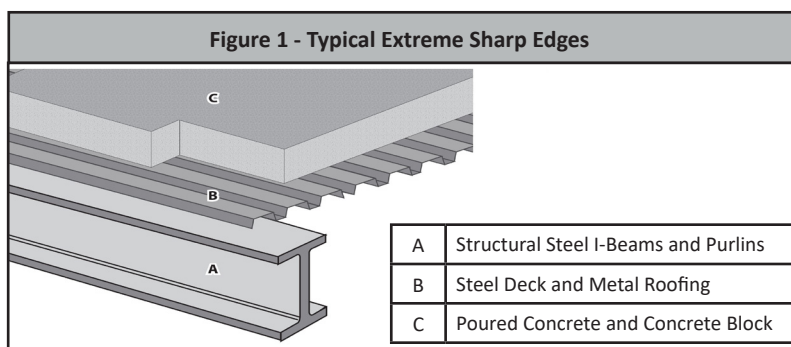 Figure 1 - Typical Extreme Sharp Edges
C
B
A
A Structural Steel I-Beams and Purlins
B Steel Deck and Metal Roofing
C Poured Concrete and Concrete Block